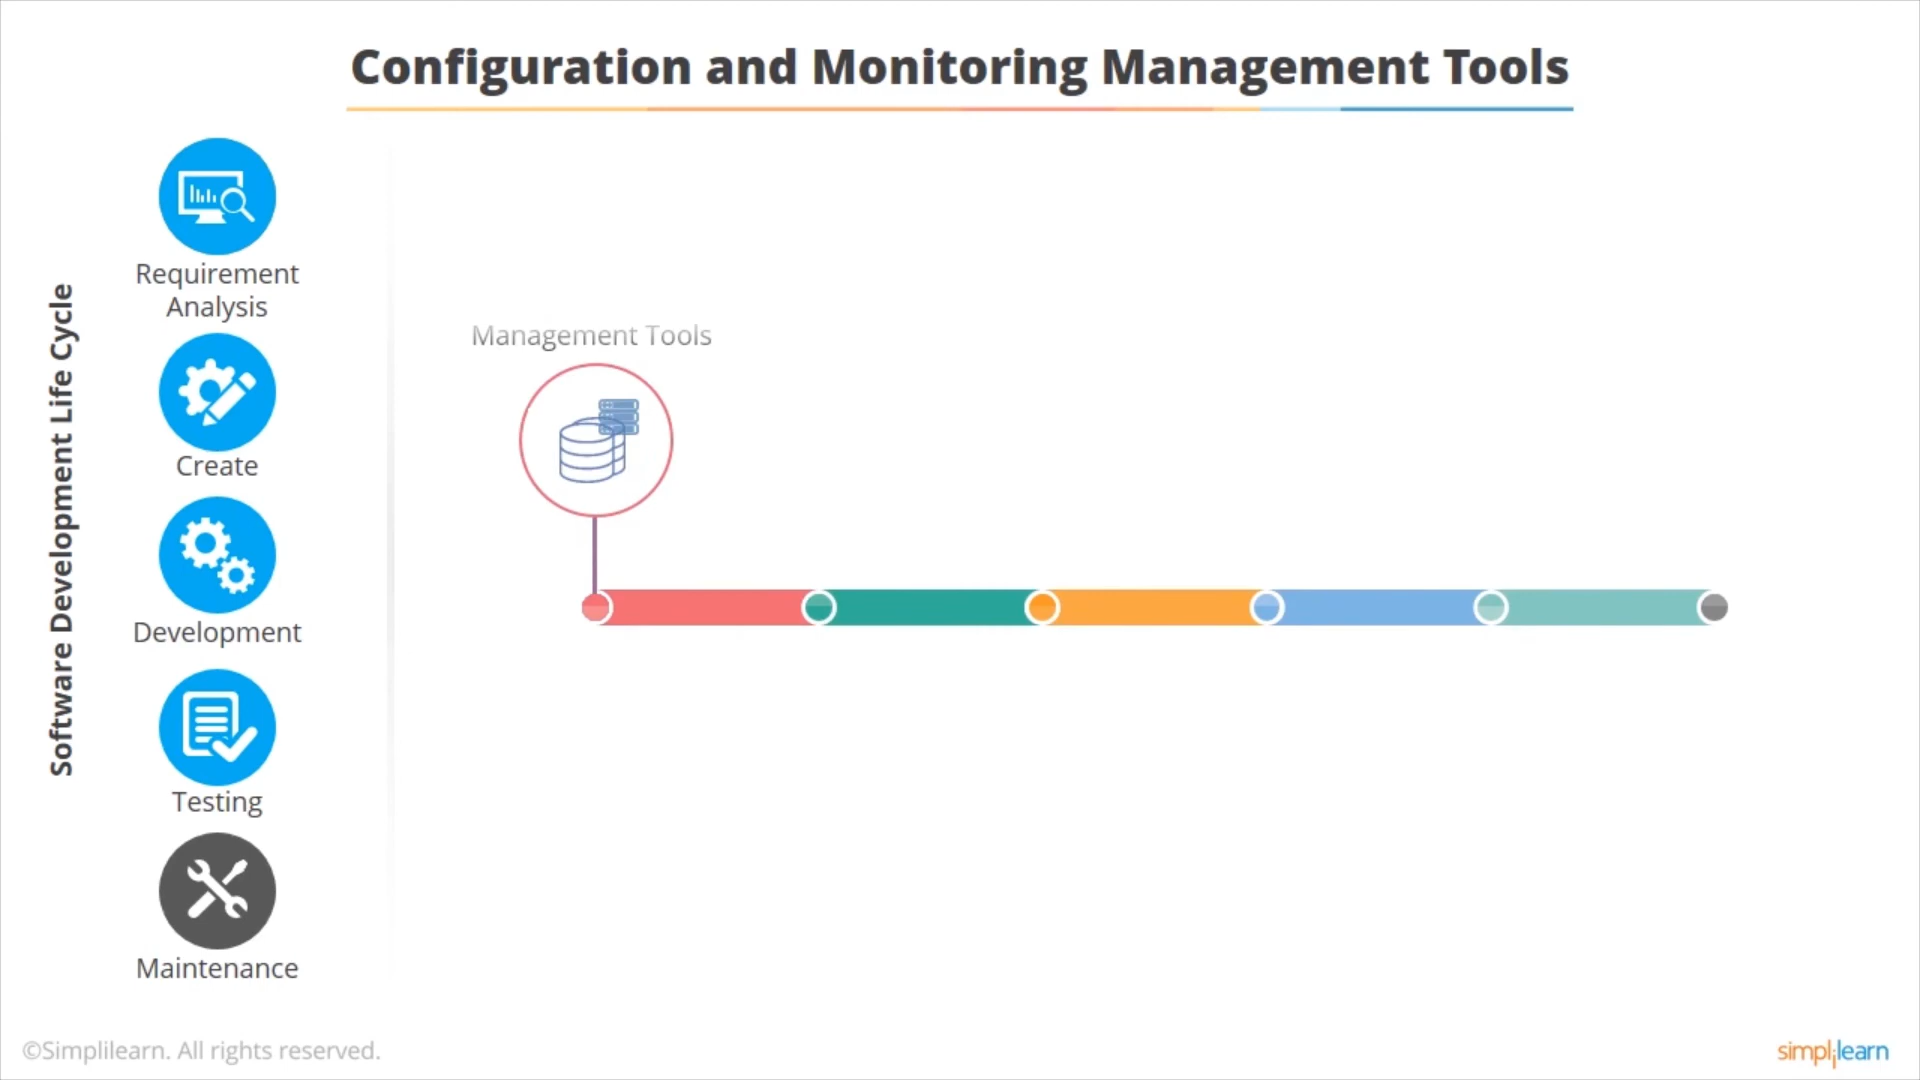 Configuration and Monitoring Management Tools
Software Development Life Cycle
Requirement
Analysis
Create
Development
Testing
Maintenance
Management Tools
©Simplilearn. All rights reserved.
simplilearn